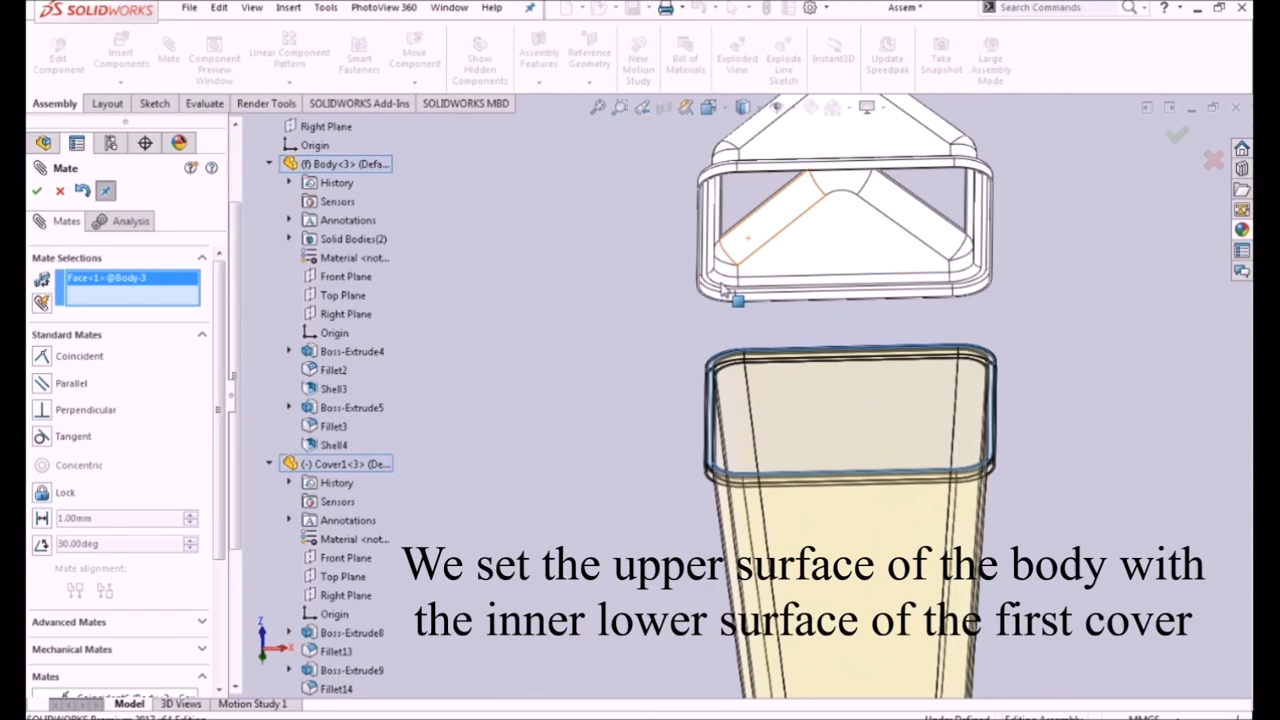 SOLIDWORKS
File Edit View Insert Tools PhotoView 360 Window Help
Assem *
Search Commands
Edit Component
Insert Components
Mate
Component Preview Window
Linear Component Pattern
Smart Fasteners
Move Component
Show Hidden Components
Assembly Features
Reference Geometry
New Motion Study
Bill of Materials
Exploded View
Explode Line Sketch
Instant3D
Update Speedpak
Take Snapshot
Large Assembly Mode
Assembly Layout Sketch Evaluate Render Tools SOLIDWORKS Add-Ins SOLIDWORKS MBD
Mate
Mates Analysis
Mate Selections
Face<1>@Body-3
Standard Mates
Coincident
Parallel
Perpendicular
Tangent
Concentric
Lock
1.00mm
30.00deg
Mate alignment:
Advanced Mates
Mechanical Mates
Mates
Right Plane
Origin
(f) Body<3> (Defa...
History
Sensors
Annotations
Solid Bodies(2)
Material <not...
Front Plane
Top Plane
Right Plane
Origin
Boss-Extrude4
Fillet2
Shell3
Boss-Extrude5
Fillet3
Shell4
(-) Cover1<3> (De...
History
Sensors
Annotations
Material <not...
Front Plane
Top Plane
Right Plane
Origin
Boss-Extrude8
Fillet13
Boss-Extrude9
Fillet14
Z
X
We set the upper surface of the body with
the inner lower surface of the first cover
Model 3D Views Motion Study 1